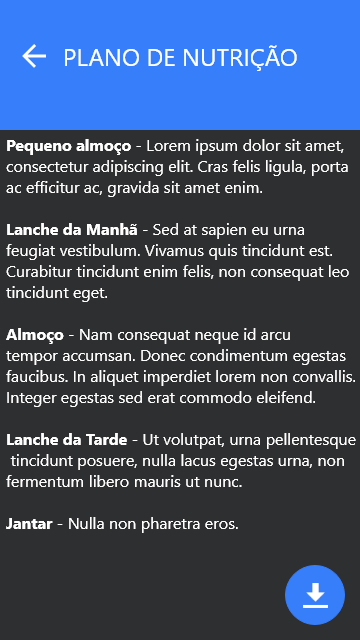 PLANO DE NUTRIÇÃO
Pequeno almoço - Lorem ipsum dolor sit amet,
consectetur adipiscing elit. Cras felis ligula, porta
ac efficitur ac, gravida sit amet enim.
Lanche da Manhã - Sed at sapien eu urna
feugiat vestibulum. Vivamus quis tincidunt est.
Curabitur tincidunt enim felis, non consequat leo
tincidunt eget.
Almoço - Nam consequat neque id arcu
tempor accumsan. Donec condimentum egestas
faucibus. In aliquet imperdiet lorem non convallis.
Integer egestas sed erat commodo eleifend.
Lanche da Tarde - Ut volutpat, urna pellentesque
tincidunt posuere, nulla lacus egestas urna, non
fermentum libero mauris ut nunc.
Jantar - Nulla non pharetra eros.